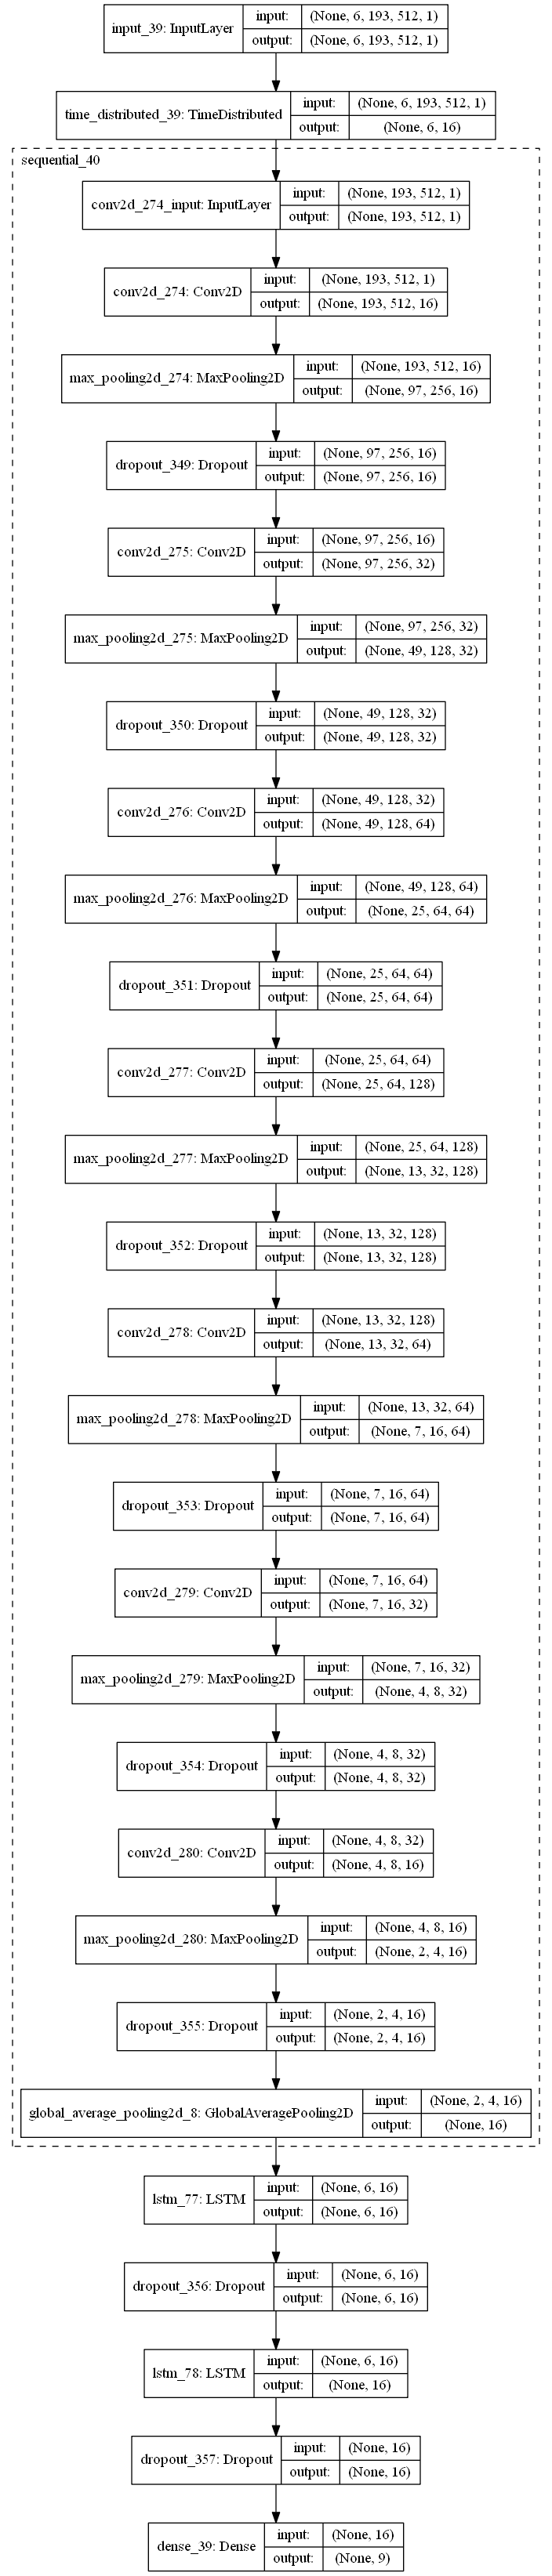 input_39: InputLayer
input: (None, 6, 193, 512, 1)
output: (None, 6, 193, 512, 1)
time_distributed_39: TimeDistributed
input: (None, 6, 193, 512, 1)
output: (None, 6, 16)
sequential_40
conv2d_274_input: InputLayer
input: (None, 193, 512, 1)
output: (None, 193, 512, 1)
conv2d_274: Conv2D
input: (None, 193, 512, 1)
output: (None, 193, 512, 16)
max_pooling2d_274: MaxPooling2D
input: (None, 193, 512, 16)
output: (None, 97, 256, 16)
dropout_349: Dropout
input: (None, 97, 256, 16)
output: (None, 97, 256, 16)
conv2d_275: Conv2D
input: (None, 97, 256, 16)
output: (None, 97, 256, 32)
max_pooling2d_275: MaxPooling2D
input: (None, 97, 256, 32)
output: (None, 49, 128, 32)
dropout_350: Dropout
input: (None, 49, 128, 32)
output: (None, 49, 128, 32)
conv2d_276: Conv2D
input: (None, 49, 128, 32)
output: (None, 49, 128, 64)
max_pooling2d_276: MaxPooling2D
input: (None, 49, 128, 64)
output: (None, 25, 64, 64)
dropout_351: Dropout
input: (None, 25, 64, 64)
output: (None, 25, 64, 64)
conv2d_277: Conv2D
input: (None, 25, 64, 64)
output: (None, 25, 64, 128)
max_pooling2d_277: MaxPooling2D
input: (None, 25, 64, 128)
output: (None, 13, 32, 128)
dropout_352: Dropout
input: (None, 13, 32, 128)
output: (None, 13, 32, 128)
conv2d_278: Conv2D
input: (None, 13, 32, 128)
output: (None, 13, 32, 64)
max_pooling2d_278: MaxPooling2D
input: (None, 13, 32, 64)
output: (None, 7, 16, 64)
dropout_353: Dropout
input: (None, 7, 16, 64)
output: (None, 7, 16, 64)
conv2d_279: Conv2D
input: (None, 7, 16, 64)
output: (None, 7, 16, 32)
max_pooling2d_279: MaxPooling2D
input: (None, 7, 16, 32)
output: (None, 4, 8, 32)
dropout_354: Dropout
input: (None, 4, 8, 32)
output: (None, 4, 8, 32)
conv2d_280: Conv2D
input: (None, 4, 8, 32)
output: (None, 4, 8, 16)
max_pooling2d_280: MaxPooling2D
input: (None, 4, 8, 16)
output: (None, 2, 4, 16)
dropout_355: Dropout
input: (None, 2, 4, 16)
output: (None, 2, 4, 16)
global_average_pooling2d_8: GlobalAveragePooling2D
input: (None, 2, 4, 16)
output: (None, 16)
lstm_77: LSTM
input: (None, 6, 16)
output: (None, 6, 16)
dropout_356: Dropout
input: (None, 6, 16)
output: (None, 6, 16)
lstm_78: LSTM
input: (None, 6, 16)
output: (None, 16)
dropout_357: Dropout
input: (None, 16)
output: (None, 16)
dense_39: Dense
input: (None, 16)
output: (None, 9)